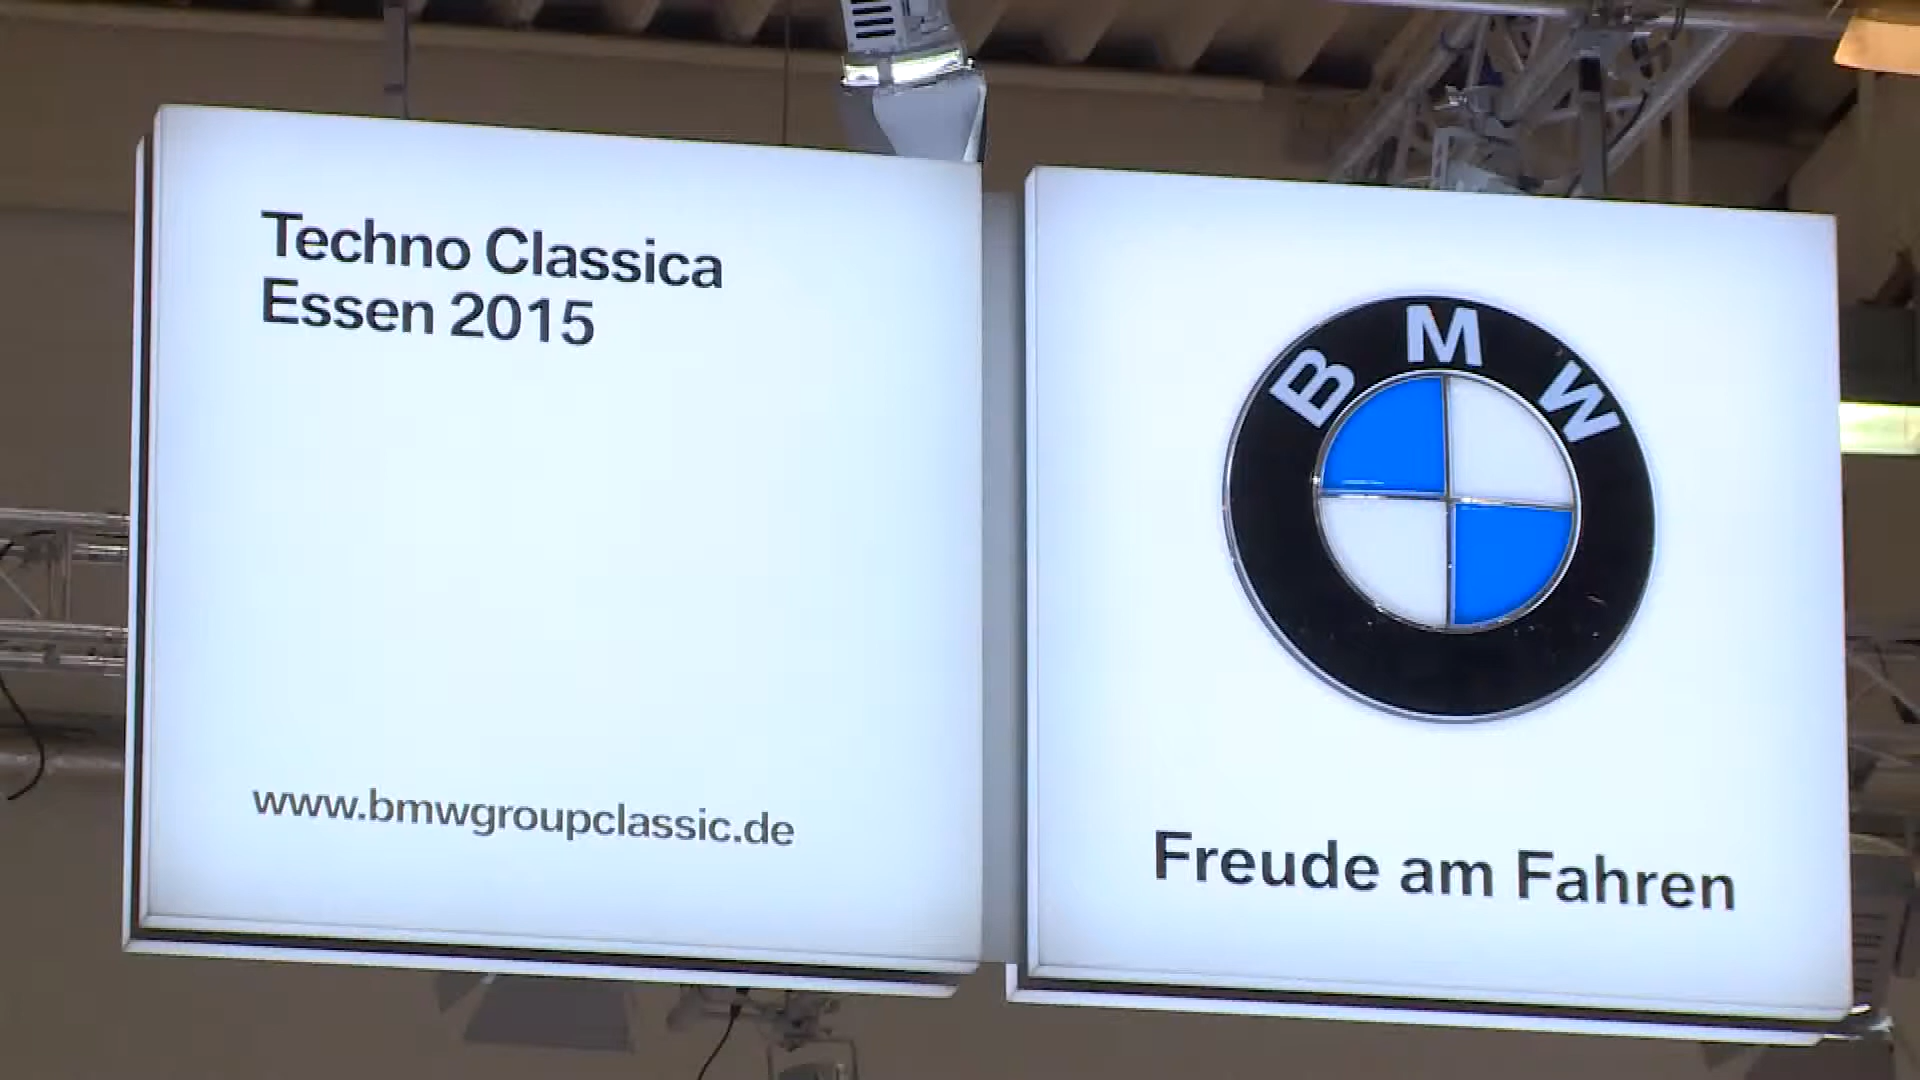 Techno Classica
Essen 2015
www.bmwgroupclassic.de
BMW
Freude am Fahren